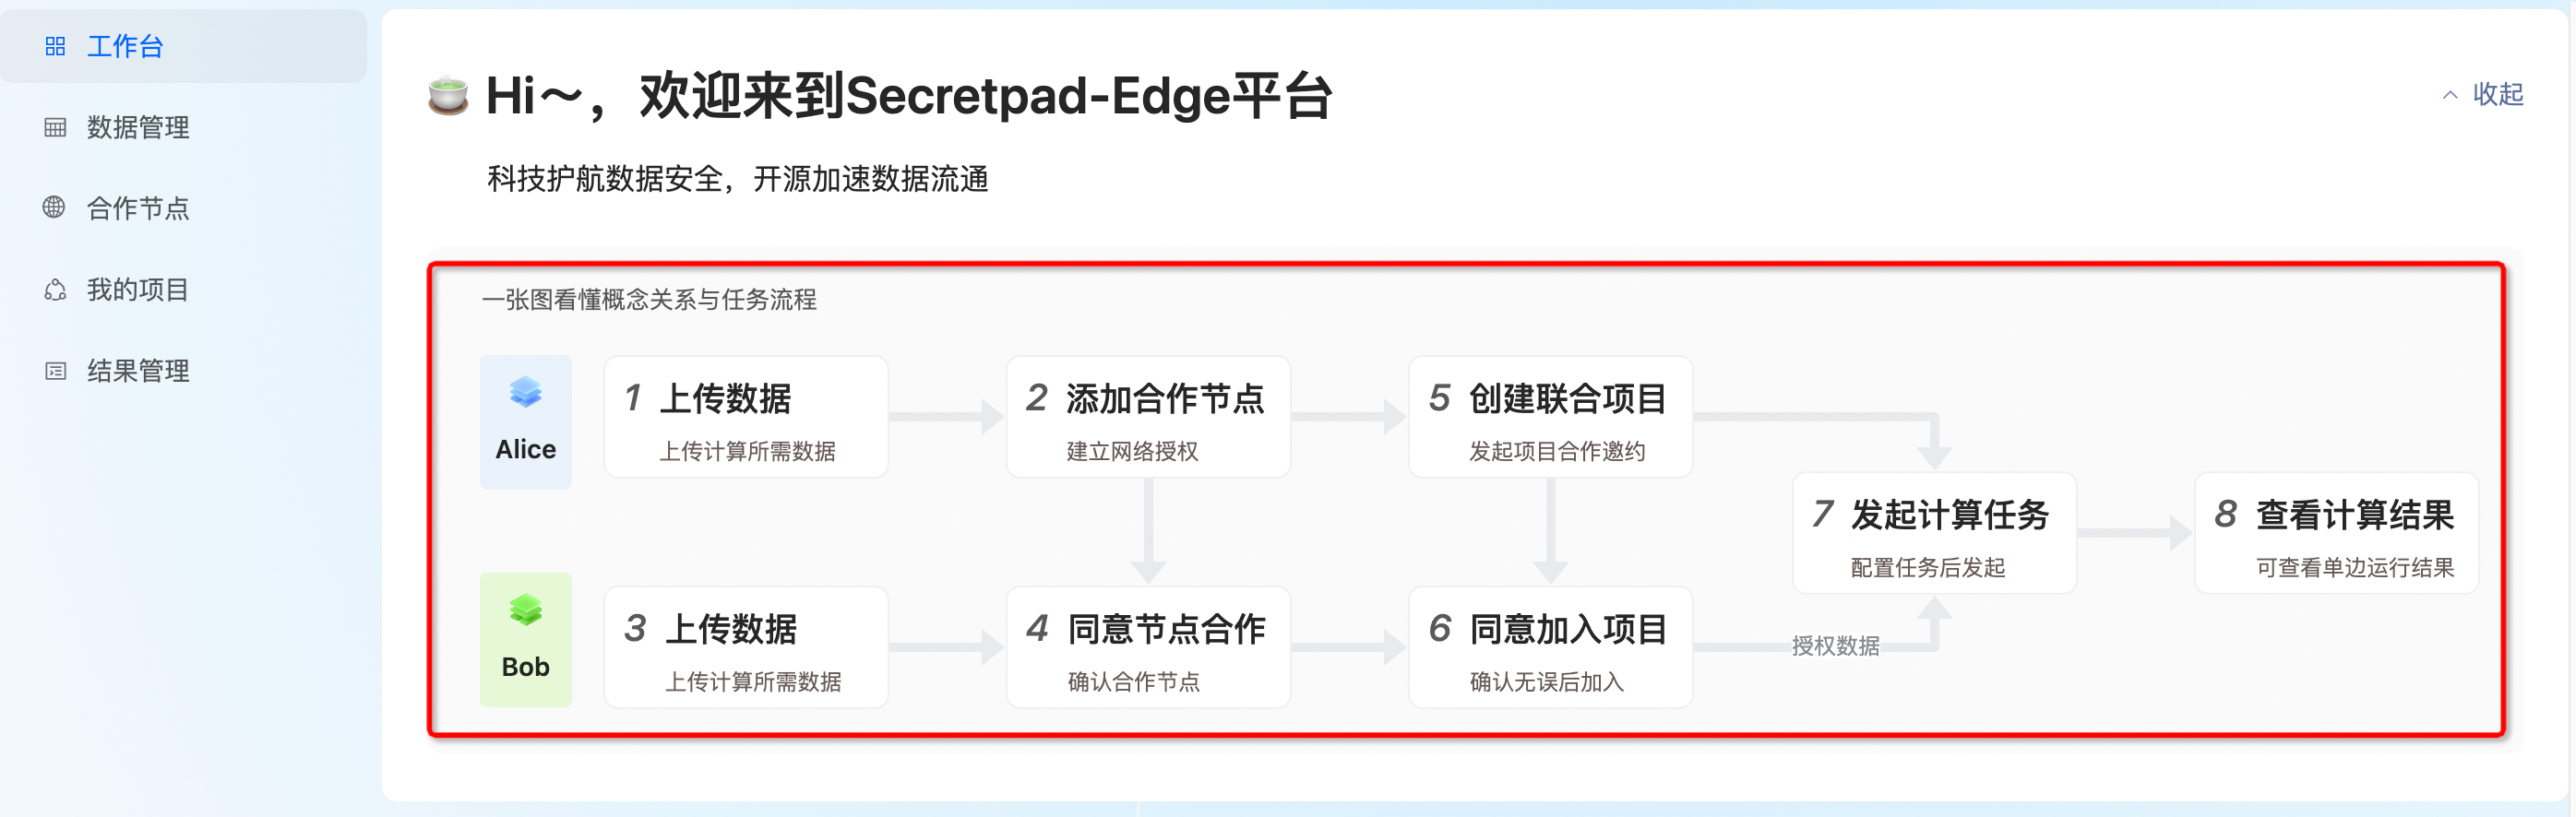 工作台
数据管理
合作节点
我的项目
结果管理
Hi～，欢迎来到Secretpad-Edge平台
收起
科技护航数据安全，开源加速数据流通
一张图看懂概念关系与任务流程
Alice
1 上传数据
上传计算所需数据
2 添加合作节点
建立网络授权
5 创建联合项目
发起项目合作邀约
7 发起计算任务
配置任务后发起
8 查看计算结果
可查看单边运行结果
Bob
3 上传数据
上传计算所需数据
4 同意节点合作
确认合作节点
6 同意加入项目
确认无误后加入
授权数据